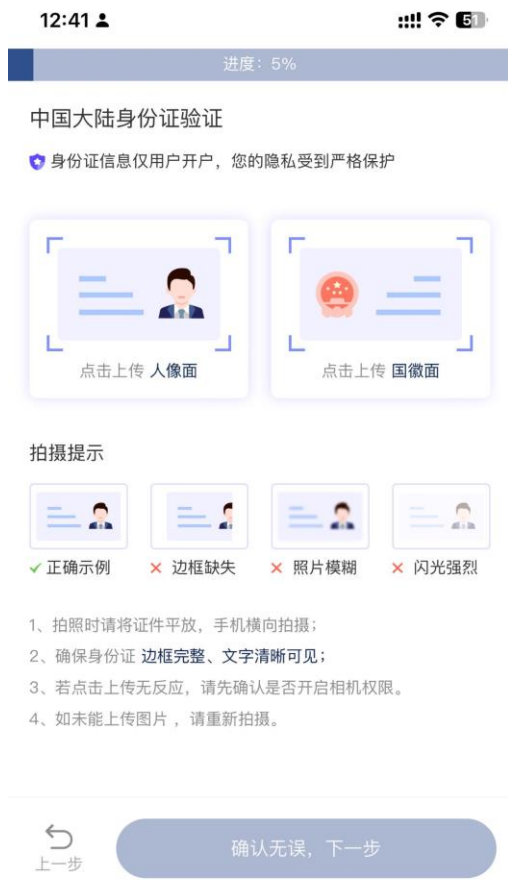 12:41
51
进度：5%
中国大陆身份证验证
身份证信息仅用户开户，您的隐私受到严格保护
点击上传 人像面
点击上传 国徽面
拍摄提示
正确示例
边框缺失
照片模糊
闪光强烈
1、拍照时请将证件平放，手机横向拍摄；
2、确保身份证 边框完整、文字清晰可见；
3、若点击上传无反应，请先确认是否开启相机权限。
4、如未能上传图片 ，请重新拍摄。
上一步
确认无误，下一步